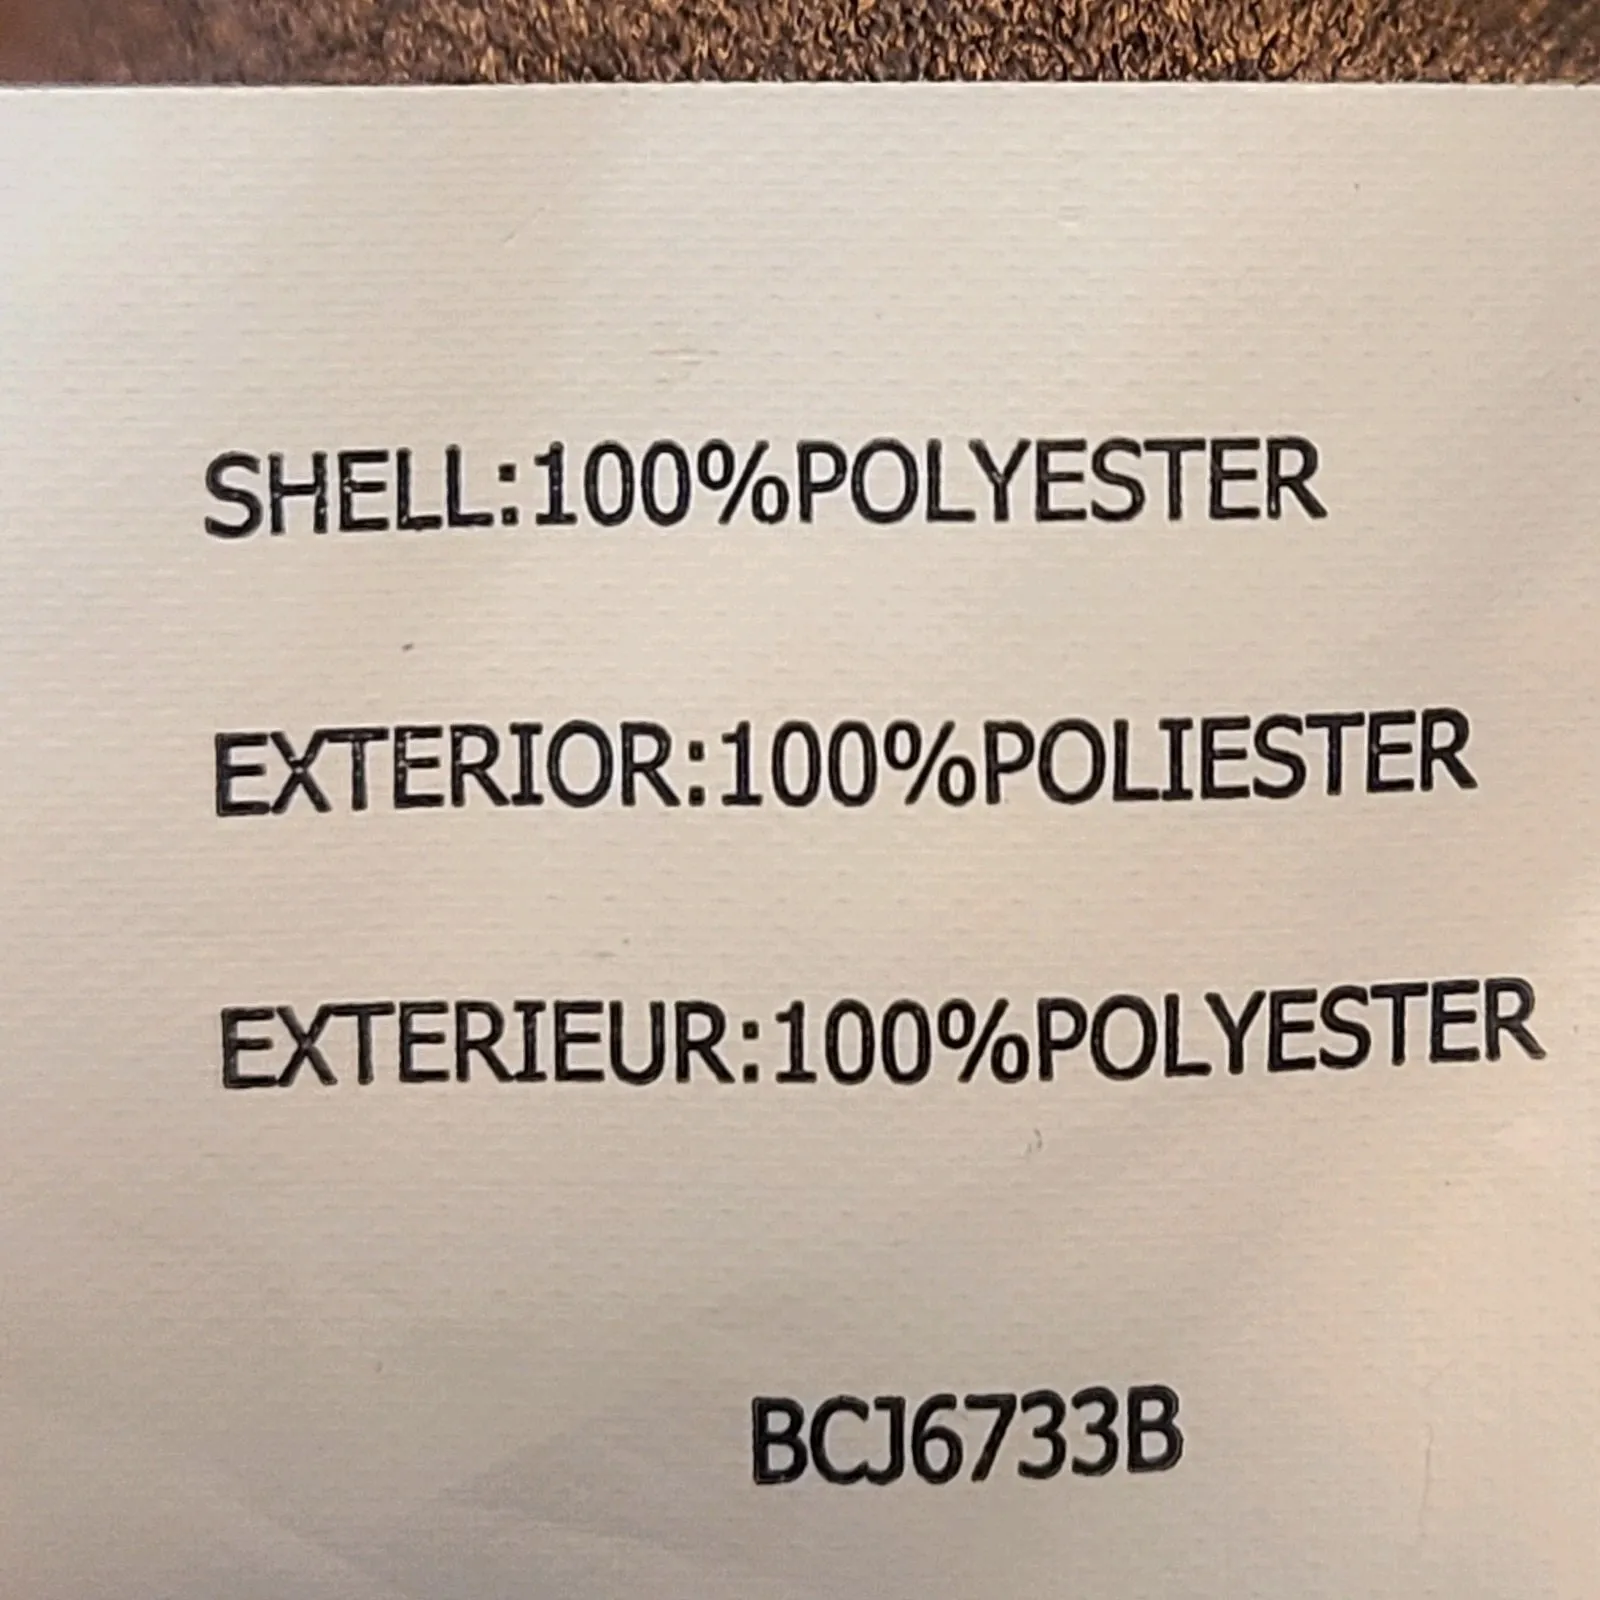 SHELL:100%POLYESTER
EXTERIOR:100%POLIESTER
EXTERIEUR:100%POLYESTER
BCJ6733B